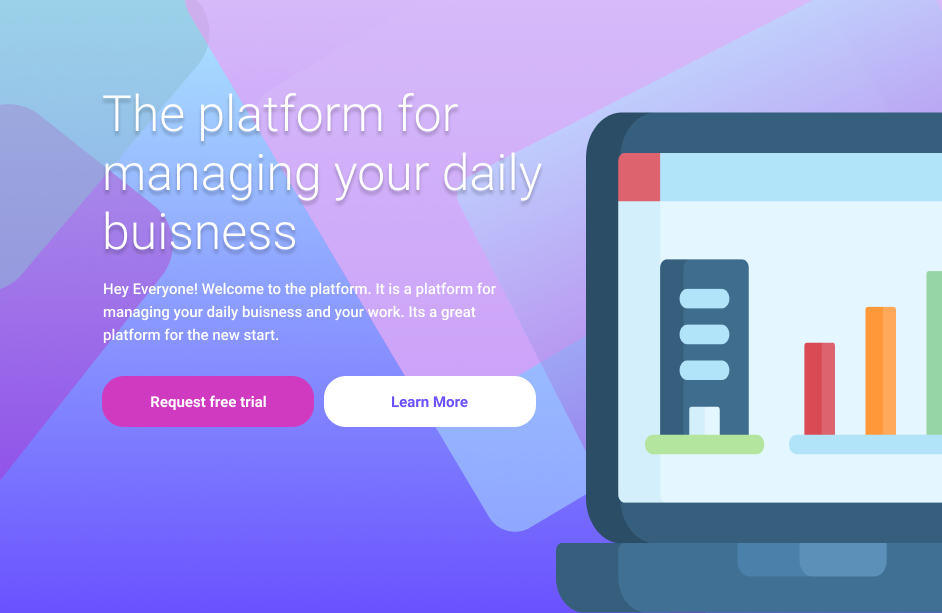 The platform for
managing your daily
buisness
Hey Everyone! Welcome to the platform. It is a platform for
managing your daily buisness and your work. Its a great
platform for the new start.
Request free trial
Learn More